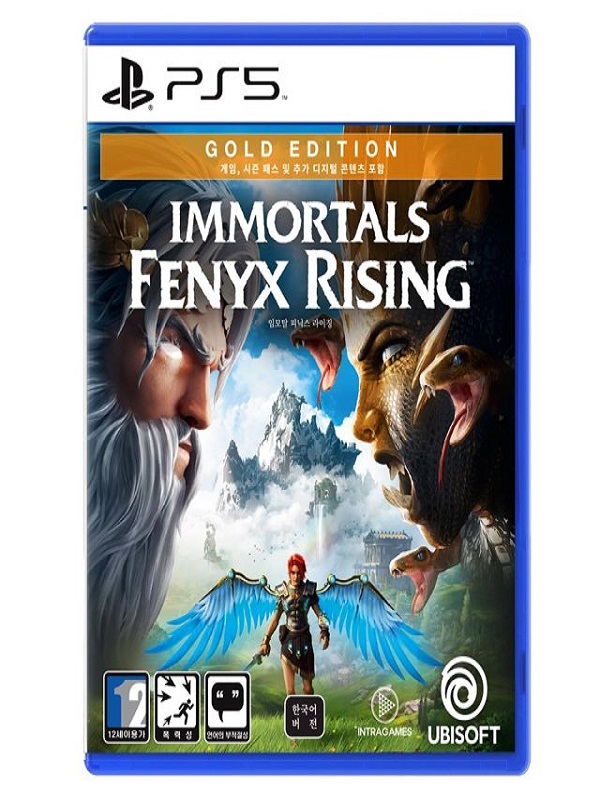 PS5
GOLD EDITION
게임, 시즌 패스 및 추가 디지털 콘텐츠 포함
IMMORTALS
FENYX RISING™
임모탈 피닉스 라이징
12
12세이용가
폭력성
언어의 부적절성
한국어
버전
INTRAGAMES
UBISOFT